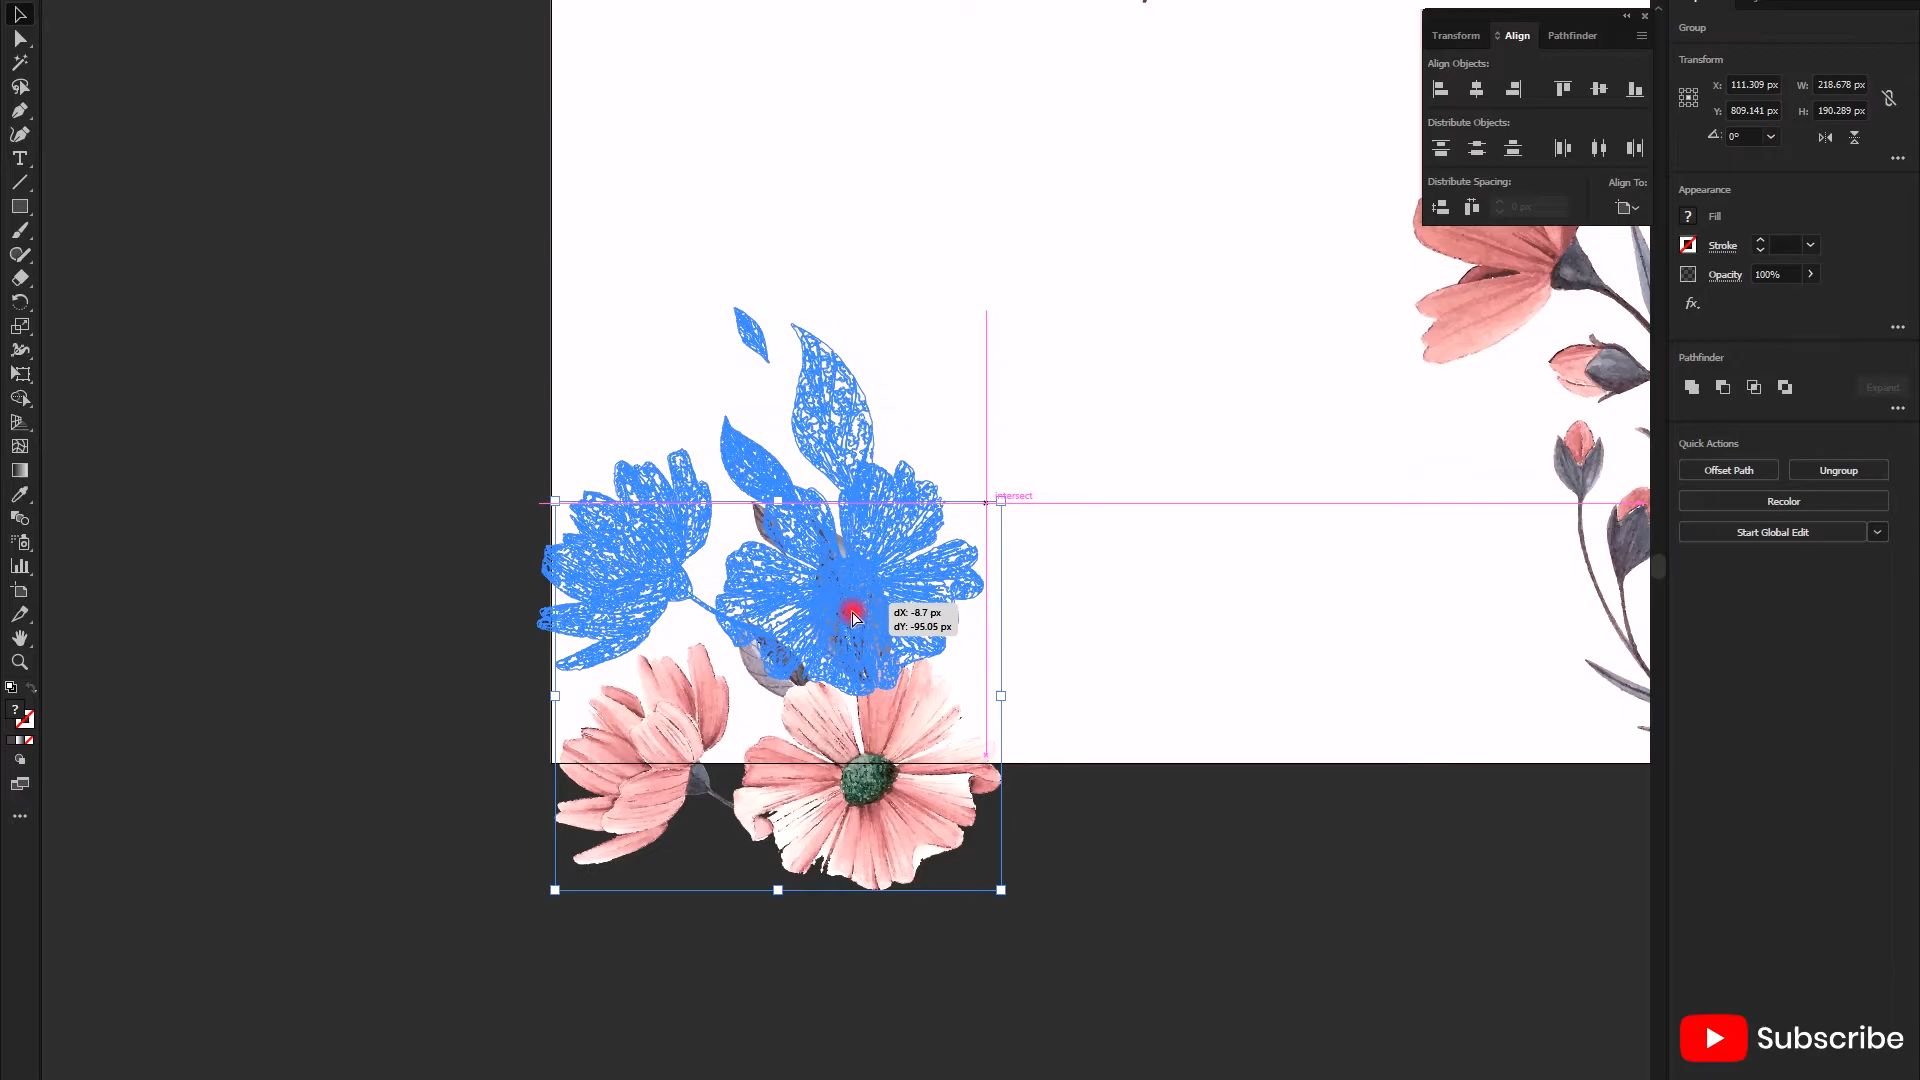 Transform
Align
Pathfinder
Align Objects:
Distribute Objects:
Distribute Spacing:
Align To:
0 px
Group
Transform
X: 111.309 px
W: 218.678 px
Y: 809.141 px
H: 190.289 px
0°
Appearance
? Fill
Stroke
Opacity 100%
fx.
Pathfinder
Expand
Quick Actions
Offset Path
Ungroup
Recolor
Start Global Edit
intersect
dX: -8.7 px
dY: -95.05 px
Subscribe